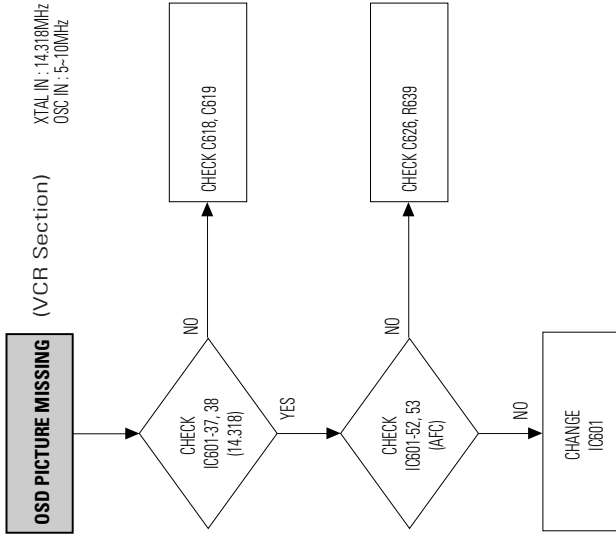 OSD PICTURE MISSING
(VCR Section)
XTAL IN : 14.318MHz
OSC IN : 5~10MHz
CHECK
IC601-37, 38
(14.318)
NO
CHECK C618, C619
YES
CHECK
IC601-52, 53
(AFC)
NO
CHECK C626, R639
NO
CHANGE
IC601